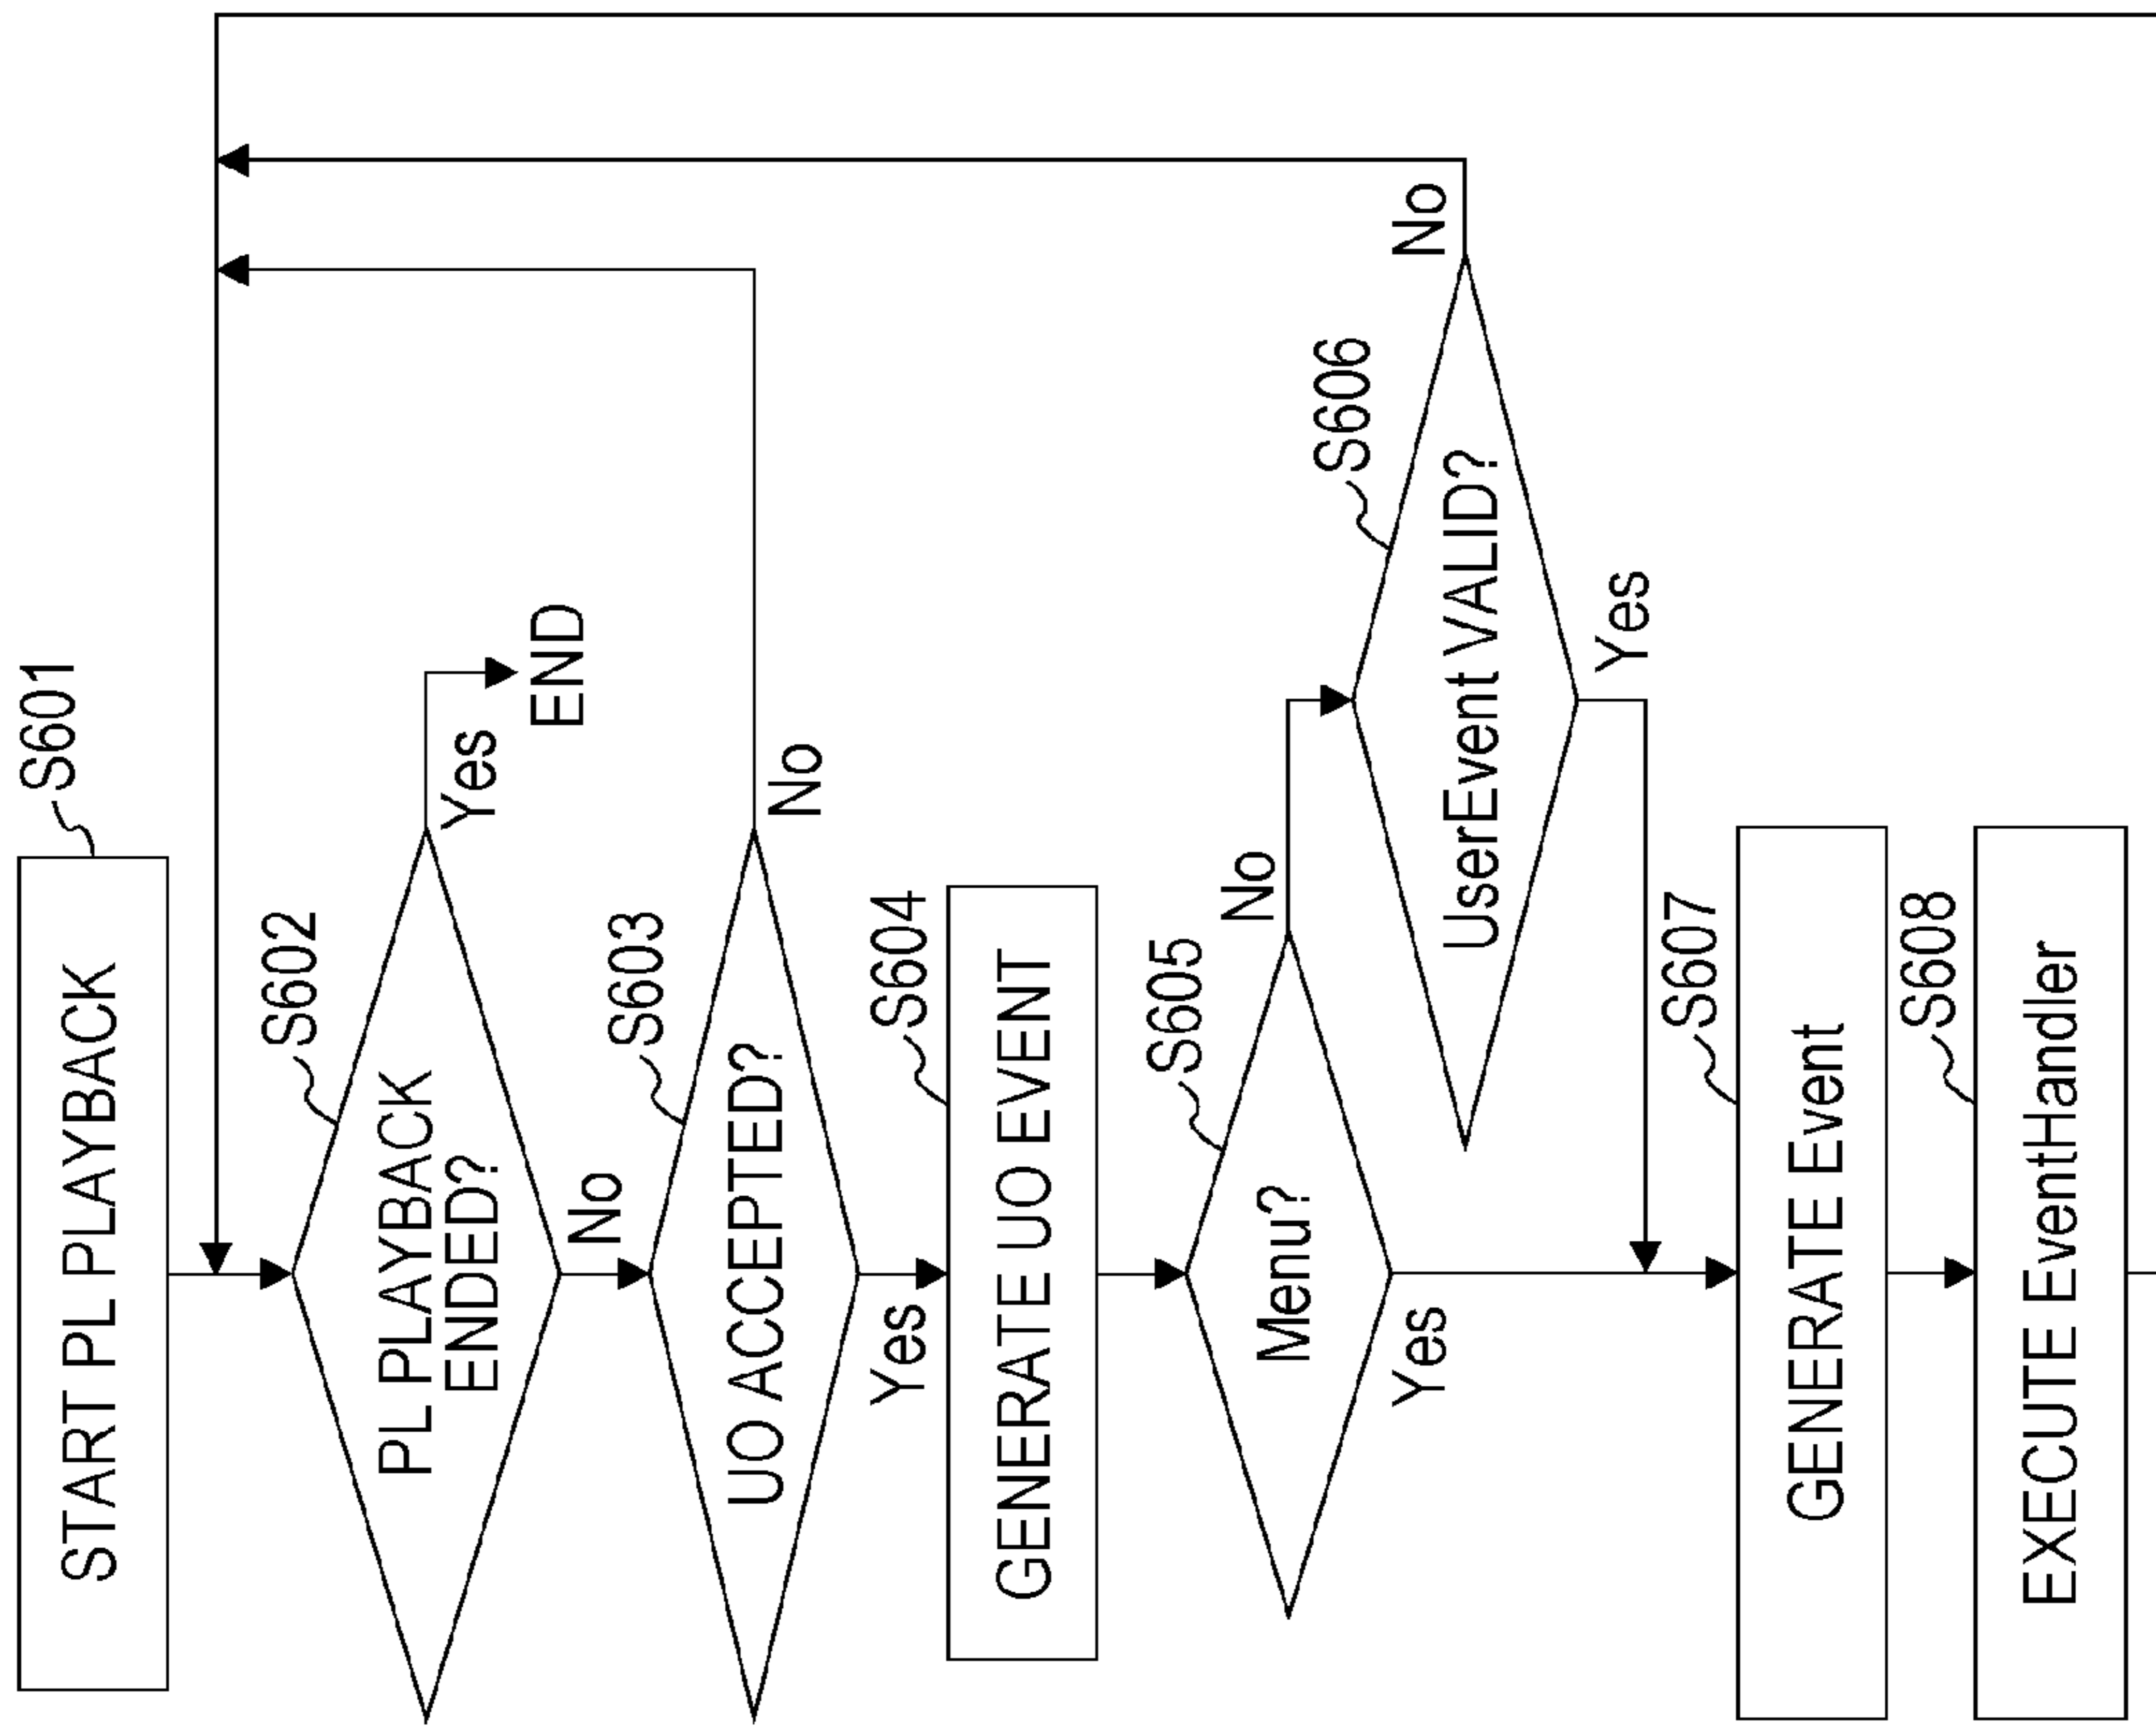 START PL PLAYBACK
S601
PL PLAYBACK
ENDED?
S602
Yes
END
No
UO ACCEPTED?
S603
No
Yes
GENERATE UO EVENT
S604
Menu?
S605
No
Yes
UserEvent VALID?
S606
No
Yes
GENERATE Event
S607
EXECUTE EventHandler
S608